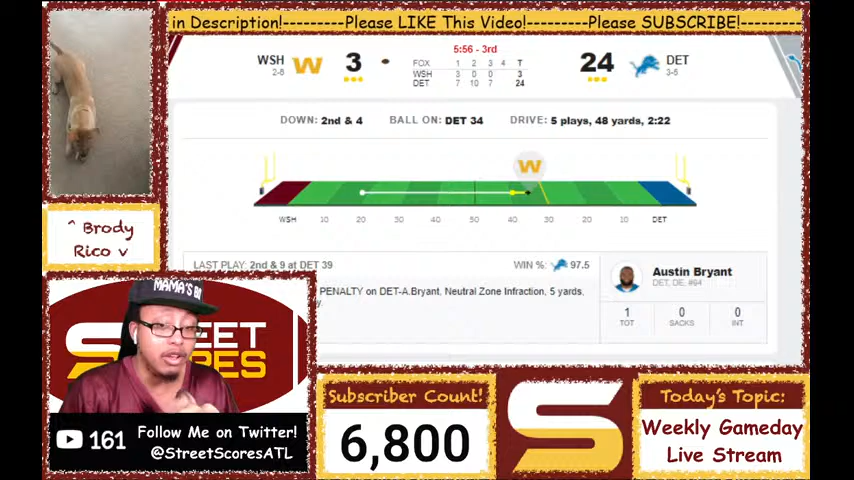 in Description!--------Please LIKE This Video!--------Please SUBSCRIBE!--------
5:56 - 3rd
WSH
3
24
DET
FOX 1 2 3 4 T
WSH 3 0 0 3
DET 7 10 7 24
3-5
DOWN: 2nd & 4
BALL ON: DET 34
DRIVE: 5 plays, 48 yards, 2:22
W
WSH 10 20 30 40 50 40 30 20 10 DET
LAST PLAY: 2nd & 9 at DET 39
WIN %: 97.5
PENALTY on DET-A.Bryant, Neutral Zone Infraction, 5 yards,
Austin Bryant
DET, DE, #94
1 0 0
TOT SACKS INT
^ Brody
Rico v
MAMA'S
STREET
SCORES
161
Follow Me on Twitter!
@StreetScoresATL
Subscriber Count!
6,800
S
Today's Topic:
Weekly Gameday
Live Stream